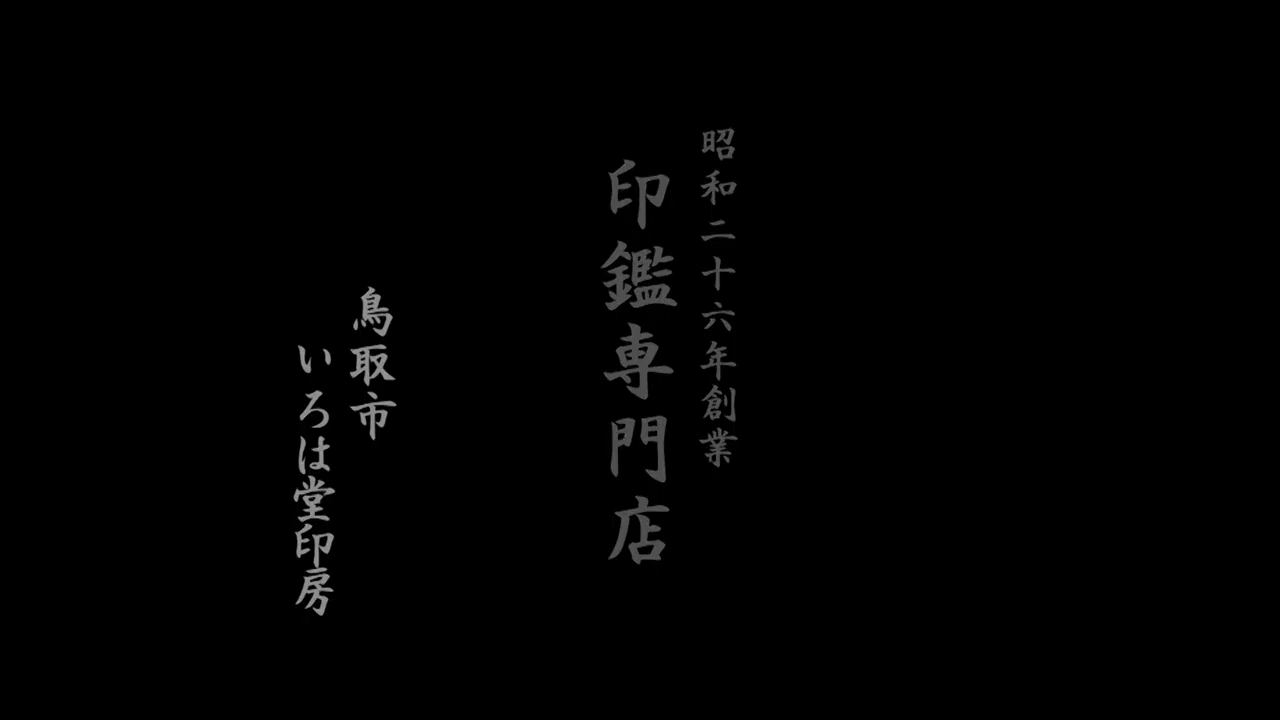 昭和二十六年創業
印鑑専門店
鳥取市
いろは堂印房